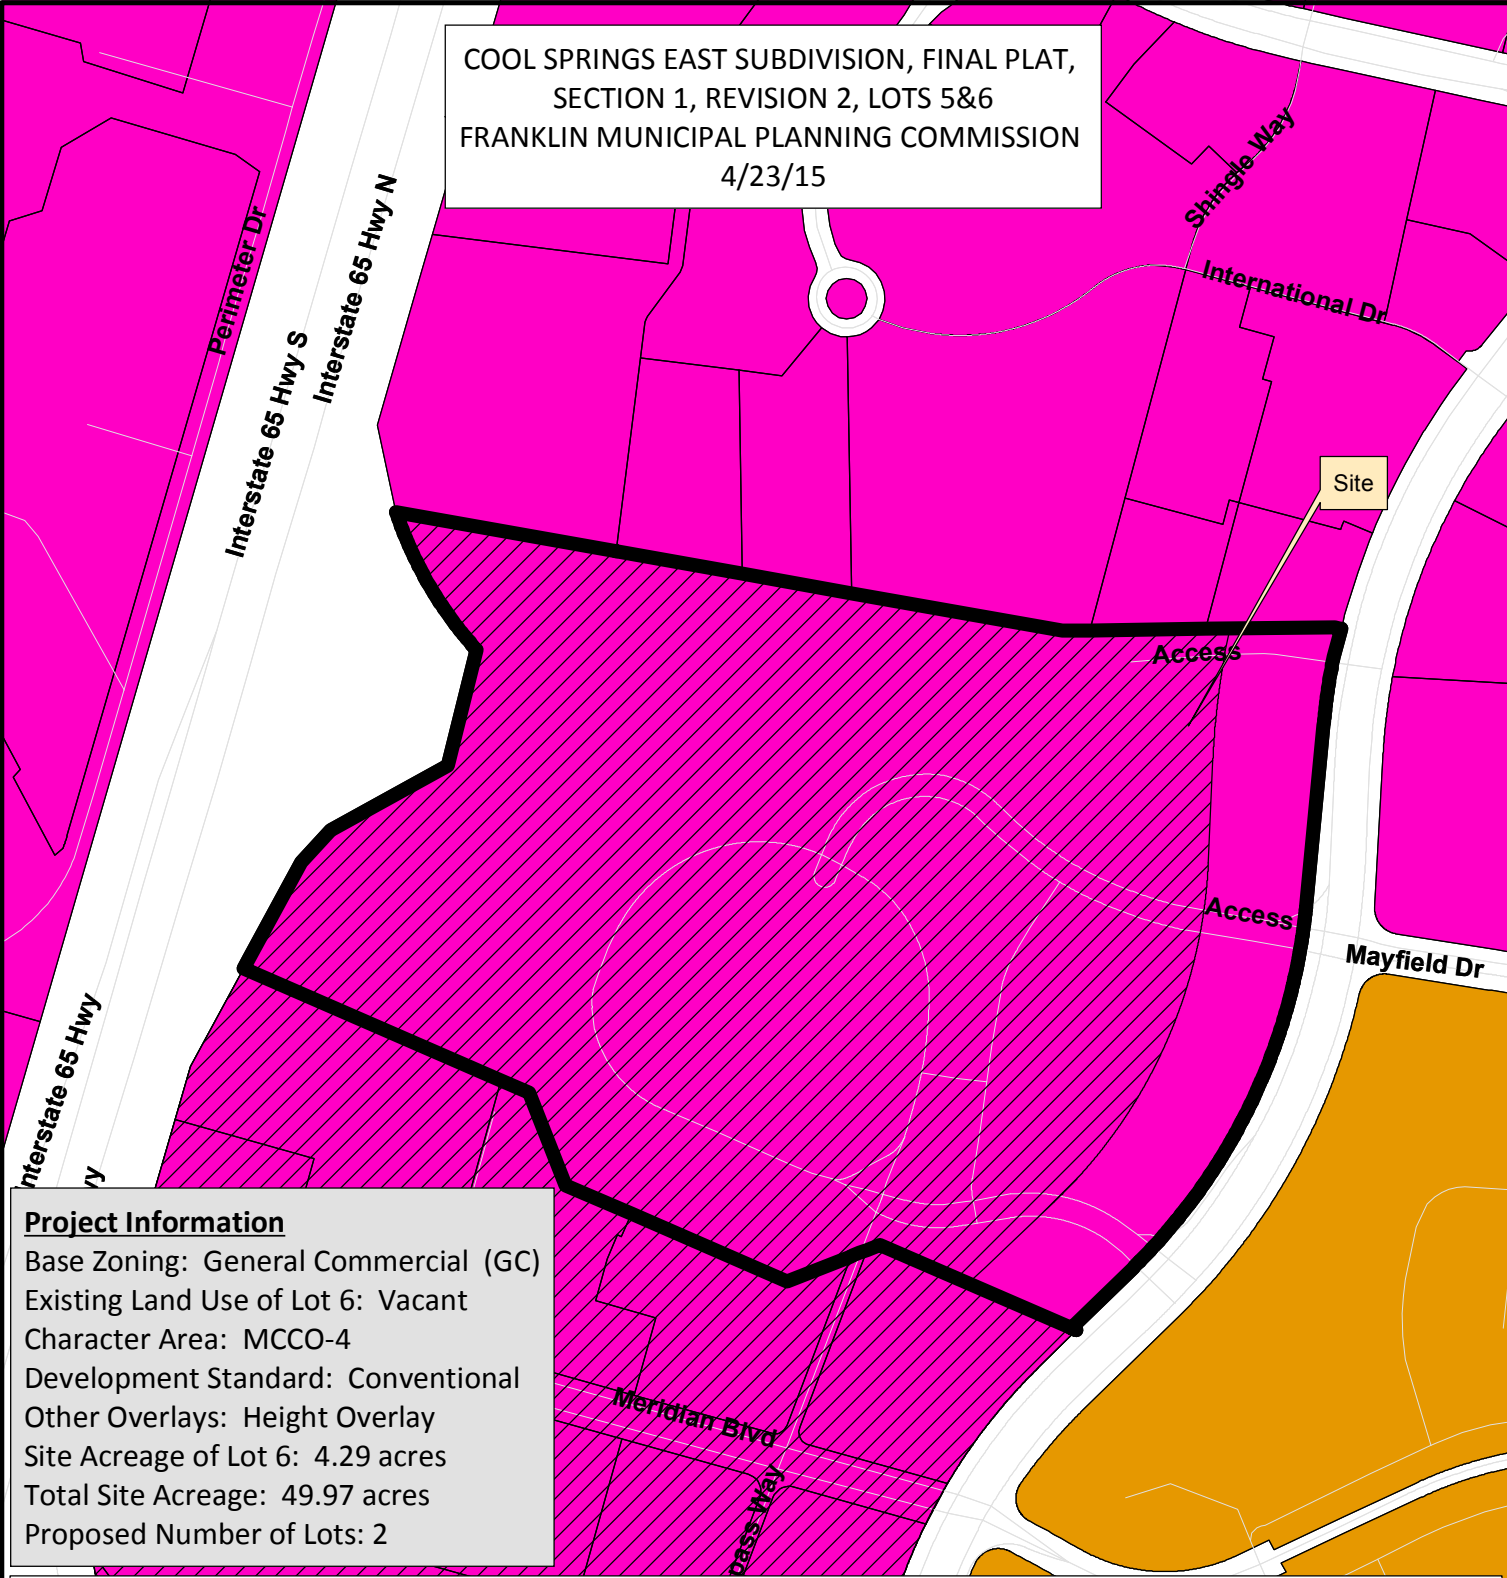 COOL SPRINGS EAST SUBDIVISION, FINAL PLAT,
SECTION 1, REVISION 2, LOTS 5&6
FRANKLIN MUNICIPAL PLANNING COMMISSION
4/23/15
Shingle Way
Interstate 65 Hwy N
Perimeter Dr
International Dr
Interstate 65 Hwy S
Site
Access
Access
Mayfield Dr
Interstate 65 Hwy
wy
Project Information
Base Zoning: General Commercial (GC)
Existing Land Use of Lot 6: Vacant
Character Area: MCCO-4
Development Standard: Conventional
Other Overlays: Height Overlay
Site Acreage of Lot 6: 4.29 acres
Total Site Acreage: 49.97 acres
Proposed Number of Lots: 2
Meridian Blvd
pass Way